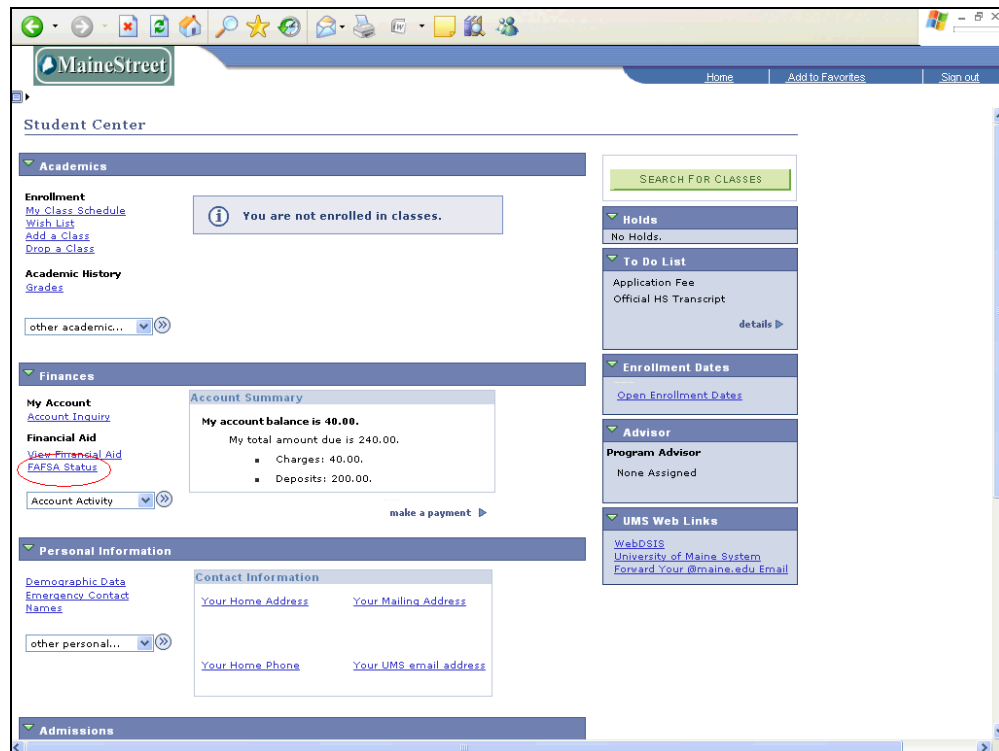 MaineStreet
Home
Add to Favorites
Sign out
Student Center
Academics
Enrollment
My Class Schedule
Wish List
Add a Class
Drop a Class
Academic History
Grades
other academic...
You are not enrolled in classes.
Finances
My Account
Account Inquiry
Financial Aid
View Financial Aid
FAFSA Status
Account Activity
Account Summary
My account balance is 40.00.
My total amount due is 240.00.
Charges: 40.00.
Deposits: 200.00.
make a payment
Personal Information
Demographic Data
Emergency Contact
Names
other personal...
Contact Information
Your Home Address
Your Mailing Address
Your Home Phone
Your UMS email address
Admissions
SEARCH FOR CLASSES
Holds
No Holds.
To Do List
Application Fee
Official HS Transcript
details
Enrollment Dates
Open Enrollment Dates
Advisor
Program Advisor
None Assigned
UMS Web Links
WebDSIS
University of Maine System
Forward Your @maine.edu Email